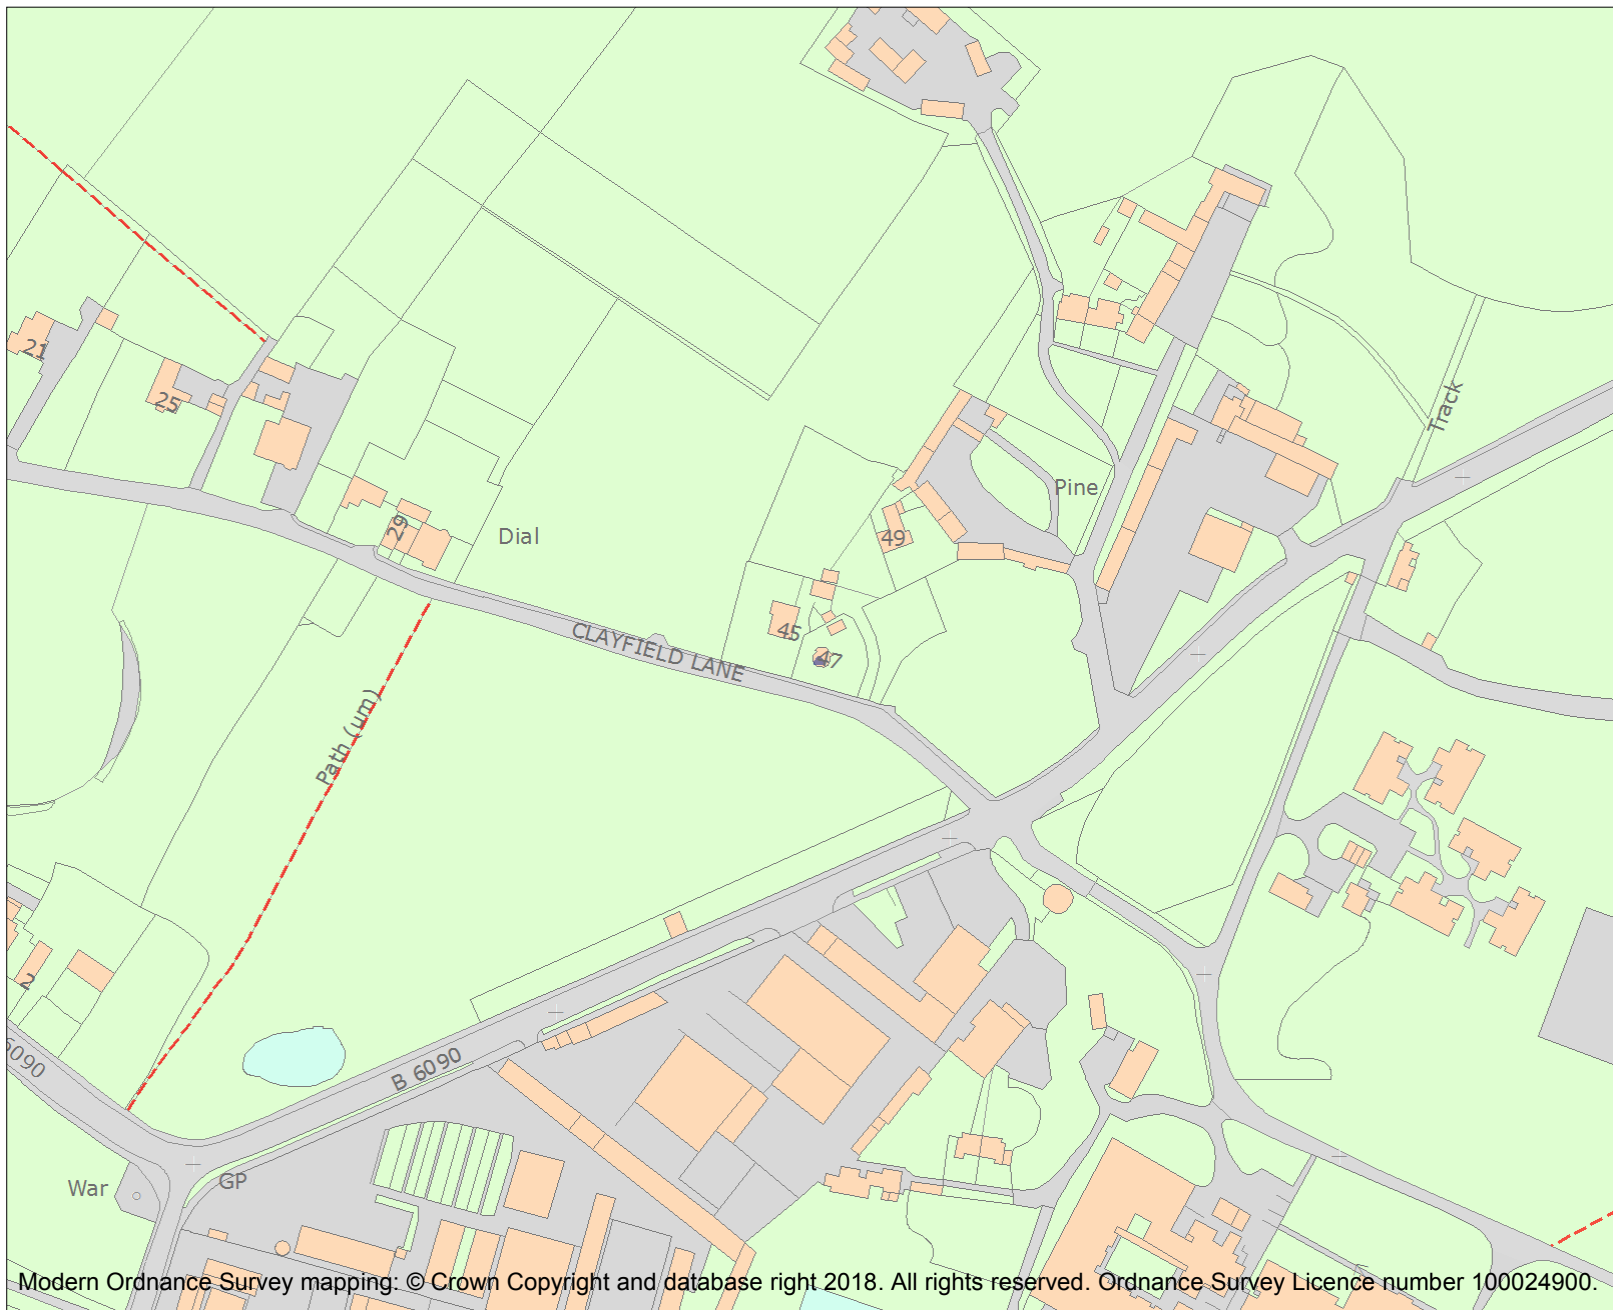 21
25
Track
29
Dial
Pine
49
45
47
CLAYFIELD LANE
Path (um)
2
6090
B 6090
War
GP
Modern Ordnance Survey mapping: © Crown Copyright and database right 2018. All rights reserved. Ordnance Survey Licence number 100024900.